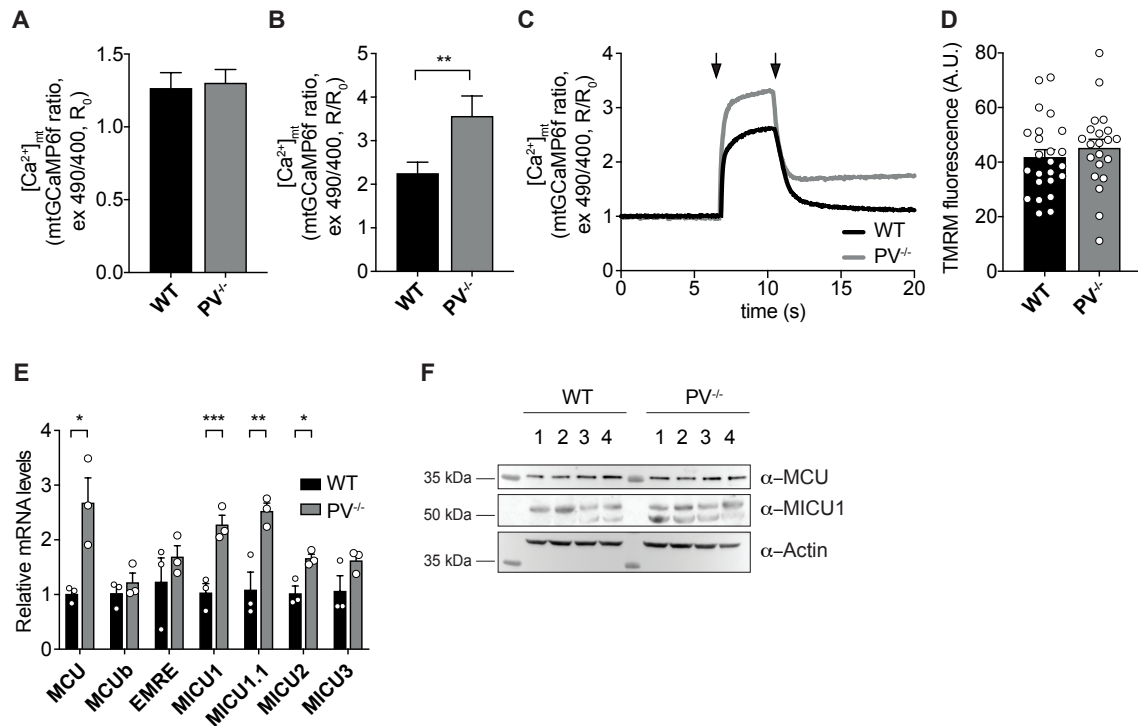 A
[Ca²⁺]mt
(mtGCaMP6f ratio,
ex 490/400, R₀)
1.5
1.0
0.5
0.0
WT
PV⁻/⁻
B
[Ca²⁺]mt
(mtGCaMP6f ratio,
ex 490/400, R/R₀)
5
4
3
2
1
0
**
WT
PV⁻/⁻
C
[Ca²⁺]mt
(mtGCaMP6f ratio,
ex 490/400, R/R₀)
4
3
2
1
0
WT
PV⁻/⁻
0 5 10 15 20
time (s)
D
TMRM fluorescence (A.U.)
80
60
40
20
0
WT
PV⁻/⁻
E
Relative mRNA levels
4
3
2
1
0
* *** ** *
WT
PV⁻/⁻
MCU
MCUb
EMRE
MICU1
MICU1.1
MICU2
MICU3
F
WT PV⁻/⁻
1 2 3 4 1 2 3 4
35 kDa α–MCU
50 kDa α–MICU1
35 kDa α–Actin